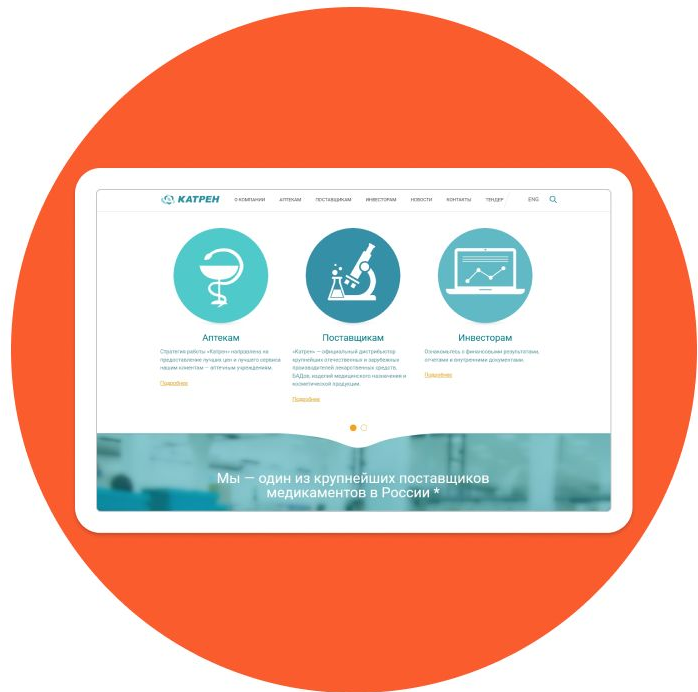 КАТРЕН О КОМПАНИИ АПТЕКАМ ПОСТАВЩИКАМ ИНВЕСТОРАМ НОВОСТИ КОНТАКТЫ ТЕНДЕР ENG
Аптекам
Стратегия работы «Катрен» направлена на
предоставление лучших цен и лучшего сервиса
нашим клиентам — аптечным учреждениям.
Подробнее
Поставщикам
«Катрен» — официальный дистрибьютор
крупнейших отечественных и зарубежных
производителей лекарственных средств,
БАДов, изделий медицинского назначения и
косметической продукции.
Подробнее
Инвесторам
Ознакомьтесь с финансовыми результатами,
отчетами и внутренними документами.
Подробнее
Мы — один из крупнейших поставщиков
медикаментов в России *